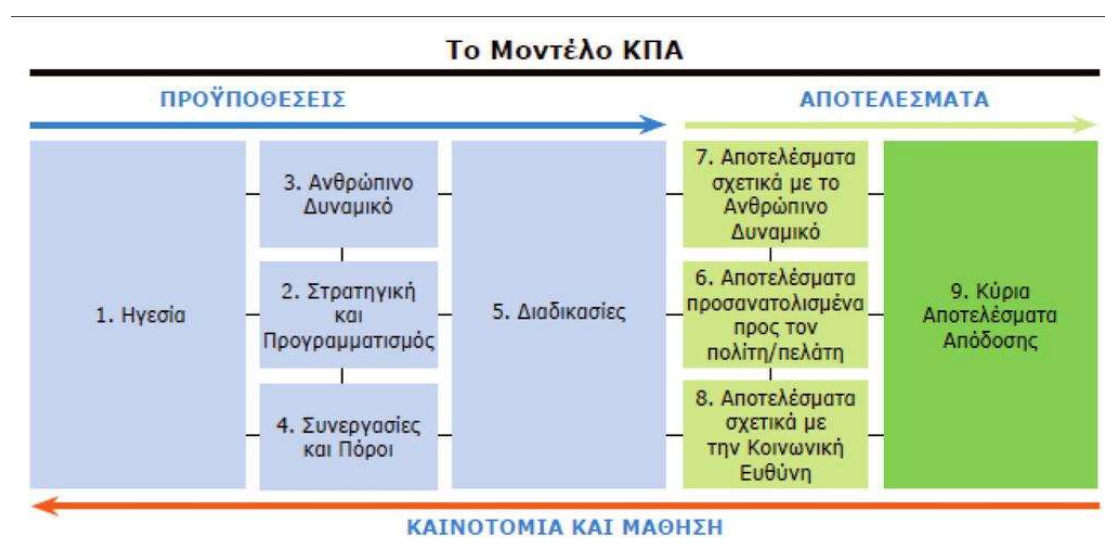 Το Μοντέλο ΚΠΑ
ΠΡΟΫΠΟΘΕΣΕΙΣ
ΑΠΟΤΕΛΕΣΜΑΤΑ
1. Ηγεσία
3. Ανθρώπινο
Δυναμικό
2. Στρατηγική
και
Προγραμματισμός
4. Συνεργασίες
και Πόροι
5. Διαδικασίες
7. Αποτελέσματα
σχετικά με το
Ανθρώπινο
Δυναμικό
6. Αποτελέσματα
προσανατολισμένα
προς τον
πολίτη/πελάτη
8. Αποτελέσματα
σχετικά με
την Κοινωνική
Ευθύνη
9. Κύρια
Αποτελέσματα
Απόδοσης
ΚΑΙΝΟΤΟΜΙΑ ΚΑΙ ΜΑΘΗΣΗ